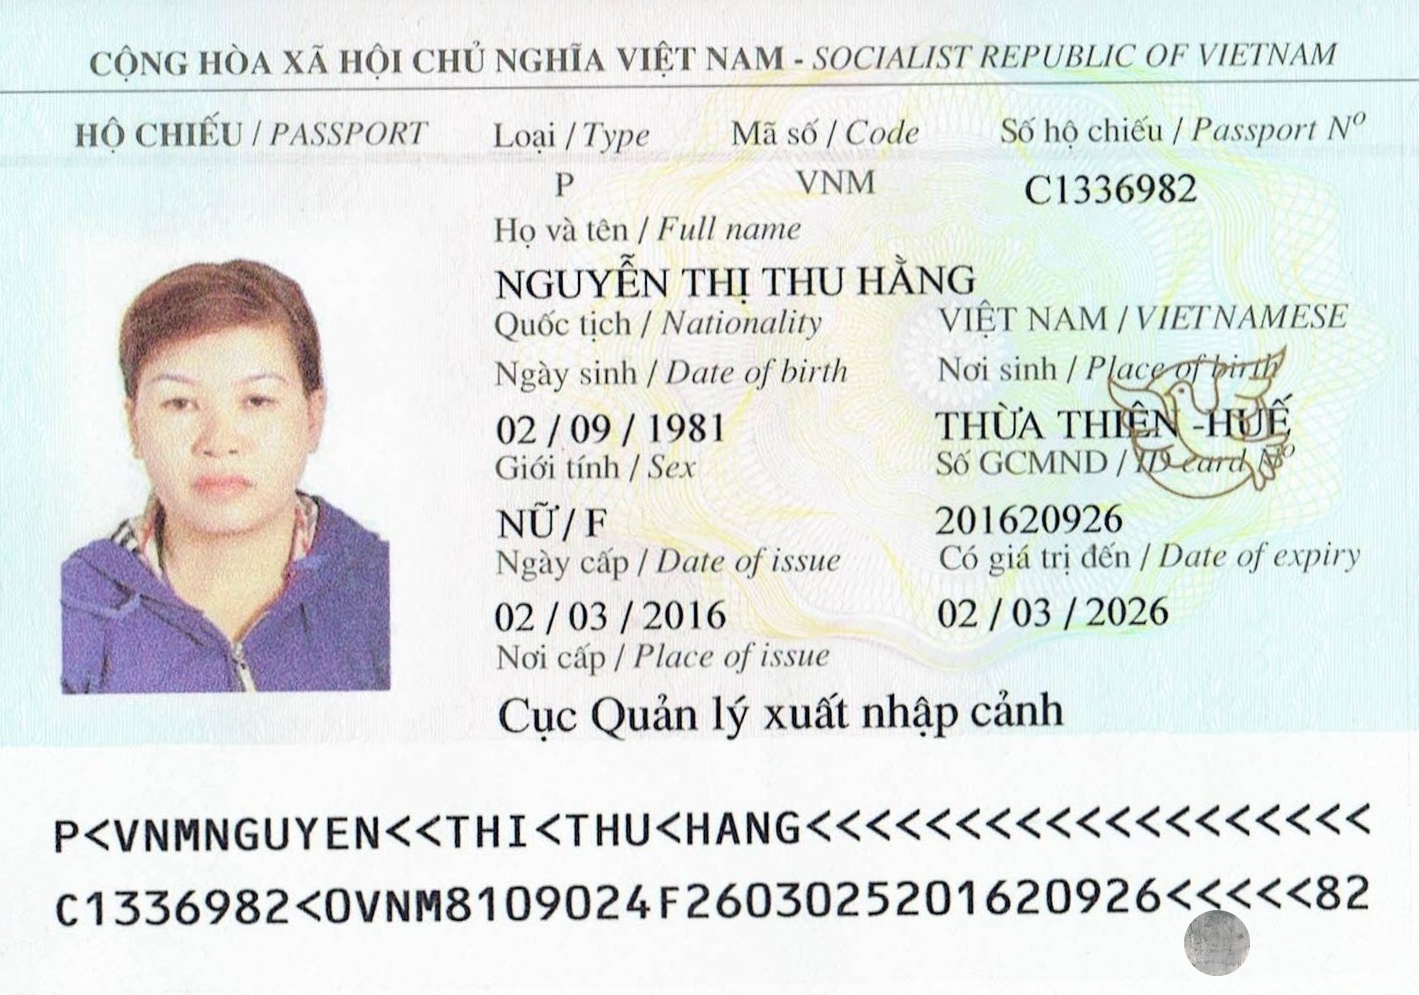 CỘNG HÒA XÃ HỘI CHỦ NGHĨA VIỆT NAM - SOCIALIST REPUBLIC OF VIETNAM
HỘ CHIẾU / PASSPORT Loại / Type Mã số / Code Số hộ chiếu / Passport Nº
P VNM C1336982
Họ và tên / Full name
NGUYỄN THỊ THU HẰNG
Quốc tịch / Nationality VIỆT NAM / VIETNAMESE
Ngày sinh / Date of birth Nơi sinh / Place of birth
02 / 09 / 1981 THỪA THIÊN -HUẾ
Giới tính / Sex Số GCMND / ID card Nº
NỮ / F 201620926
Ngày cấp / Date of issue Có giá trị đến / Date of expiry
02 / 03 / 2016 02 / 03 / 2026
Nơi cấp / Place of issue
Cục Quản lý xuất nhập cảnh
P<VNMNGUYEN<<THI<THU<HANG<<<<<<<<<<<<<<<<<<<
C1336982<0VNM8109024F2603025201620926<<<<<82